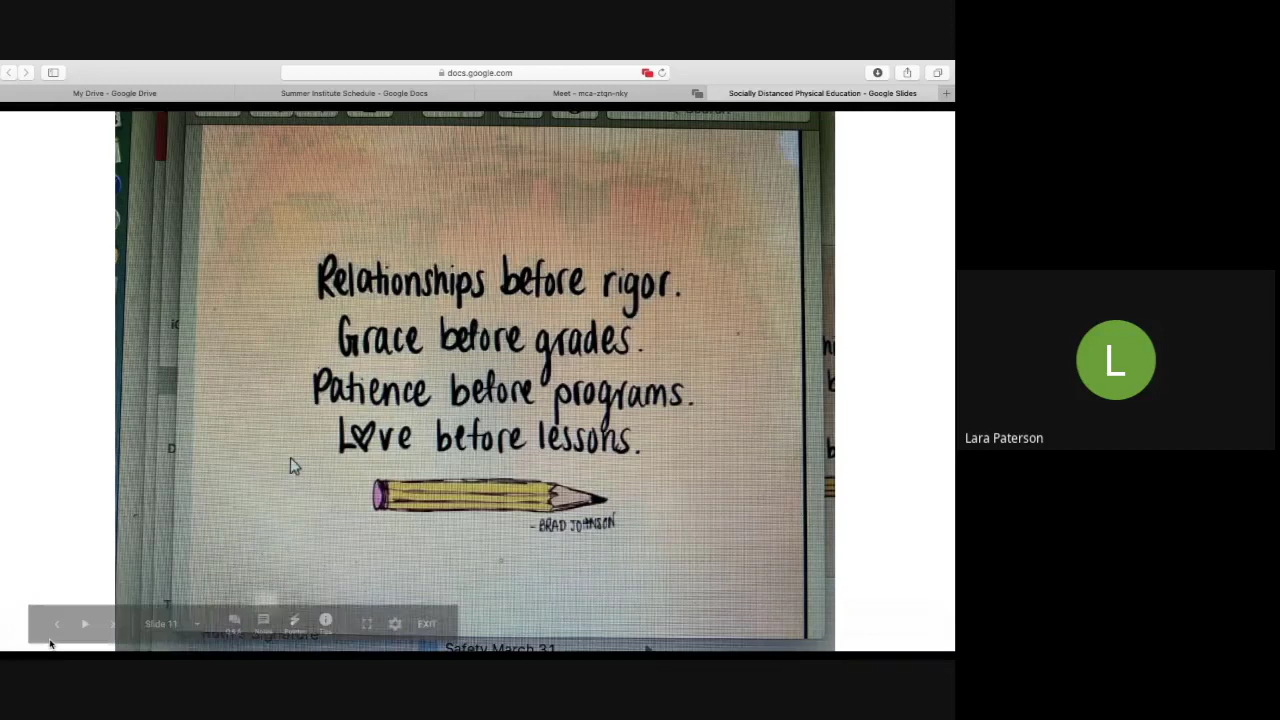 docs.google.com
My Drive - Google Drive
Summer Institute Schedule - Google Docs
Meet - mca-ztqn-nky
Socially Distanced Physical Education - Google Slides
Relationships before rigor.
Grace before grades.
Patience before programs.
Love before lessons.
- BRAD JOHNSON
L
Lara Paterson
Slide 11
EXIT
Safety March 31